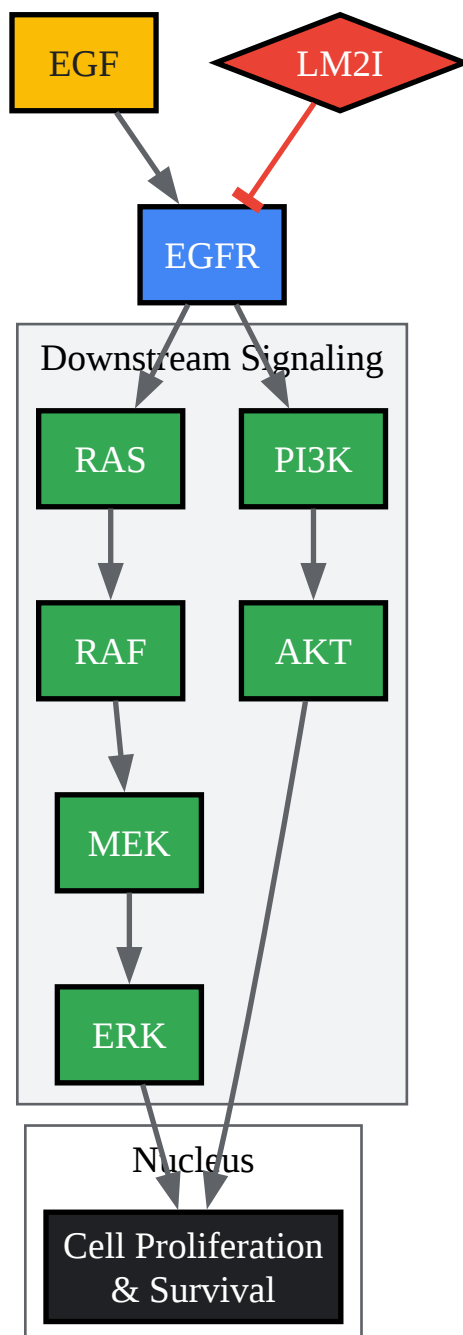 EGF
LM2I
EGFR
Downstream Signaling
RAS
PI3K
RAF
AKT
MEK
ERK
Nucleus
Cell Proliferation
& Survival